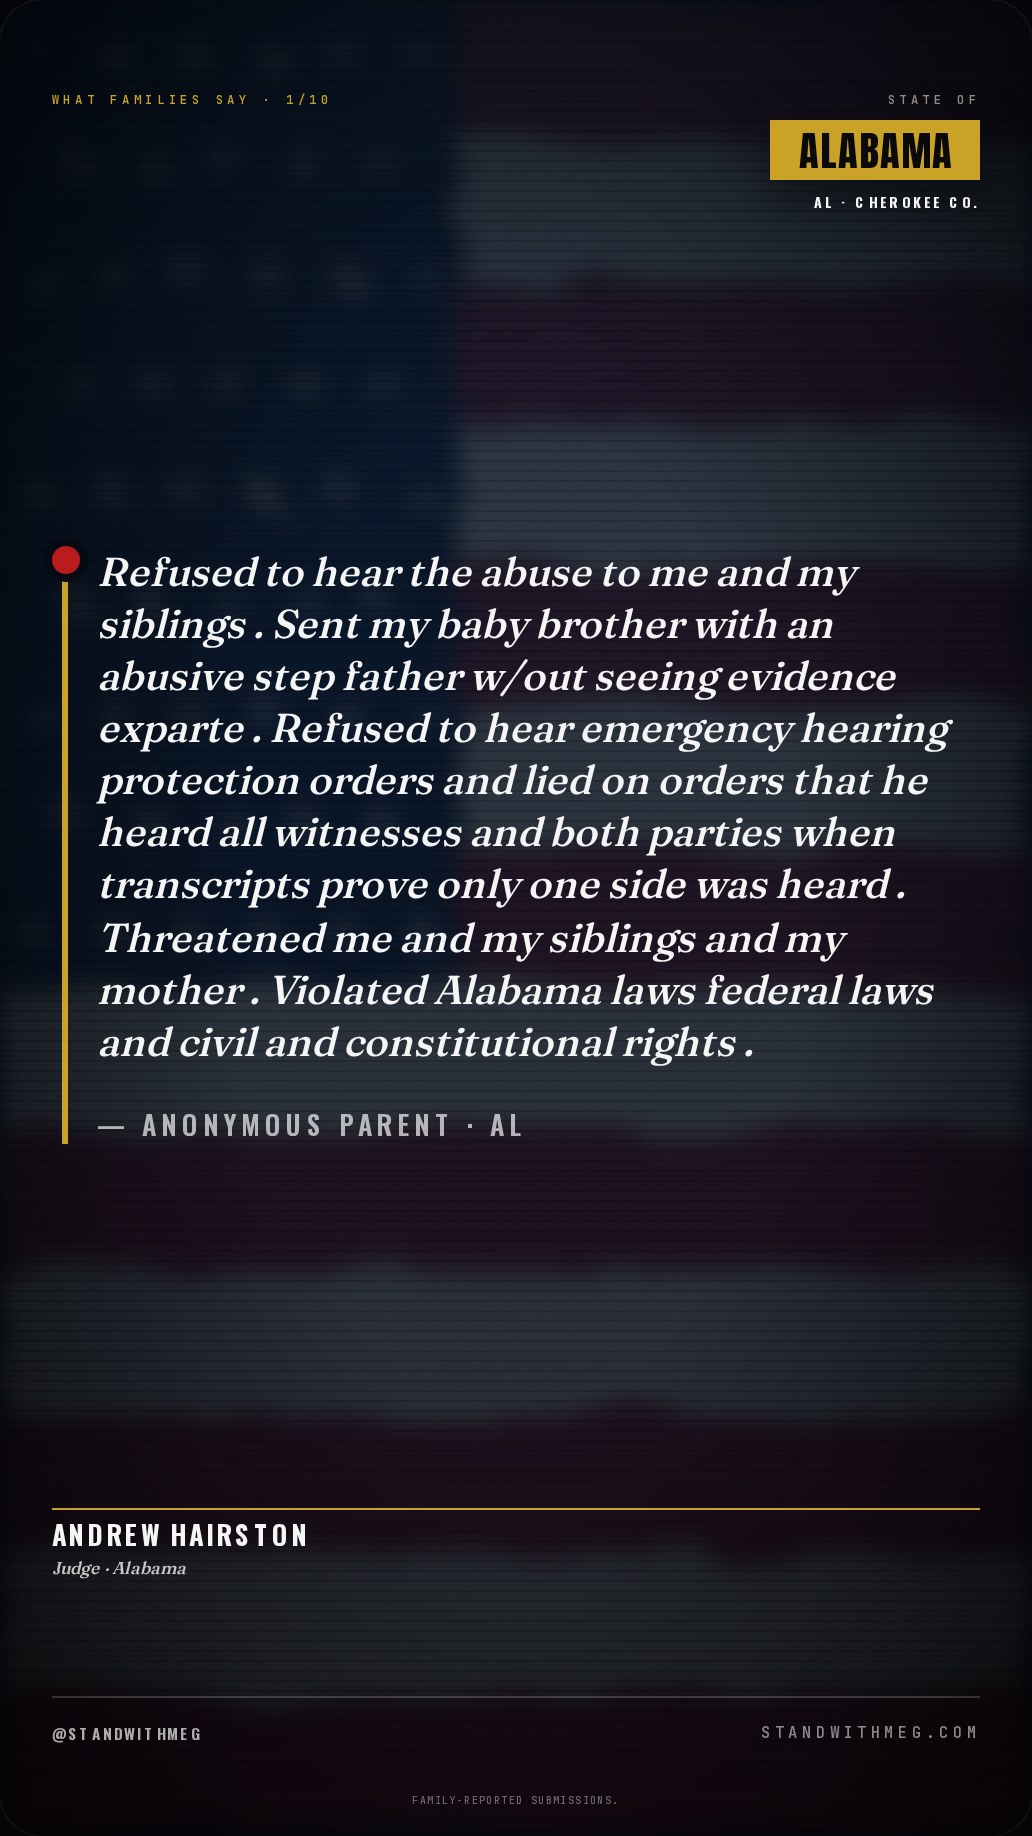 WHAT FAMILIES SAY · 1/10
STATE OF
ALABAMA
AL · CHEROKEE CO.
Refused to hear the abuse to me and my
siblings . Sent my baby brother with an
abusive step father w/out seeing evidence
exparte . Refused to hear emergency hearing
protection orders and lied on orders that he
heard all witnesses and both parties when
transcripts prove only one side was heard .
Threatened me and my siblings and my
mother . Violated Alabama laws federal laws
and civil and constitutional rights .
— ANONYMOUS PARENT · AL
ANDREW HAIRSTON
Judge · Alabama
@STANDWITHMEG
STANDWITHMEG.COM
FAMILY-REPORTED SUBMISSIONS.